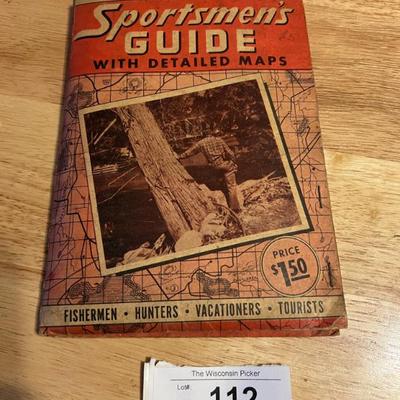 Sportsmen's
GUIDE
WITH DETAILED MAPS
PRICE
$1.50
FISHERMEN • HUNTERS • VACATIONERS • TOURISTS
The Wisconsin Picker
Lot#:
112